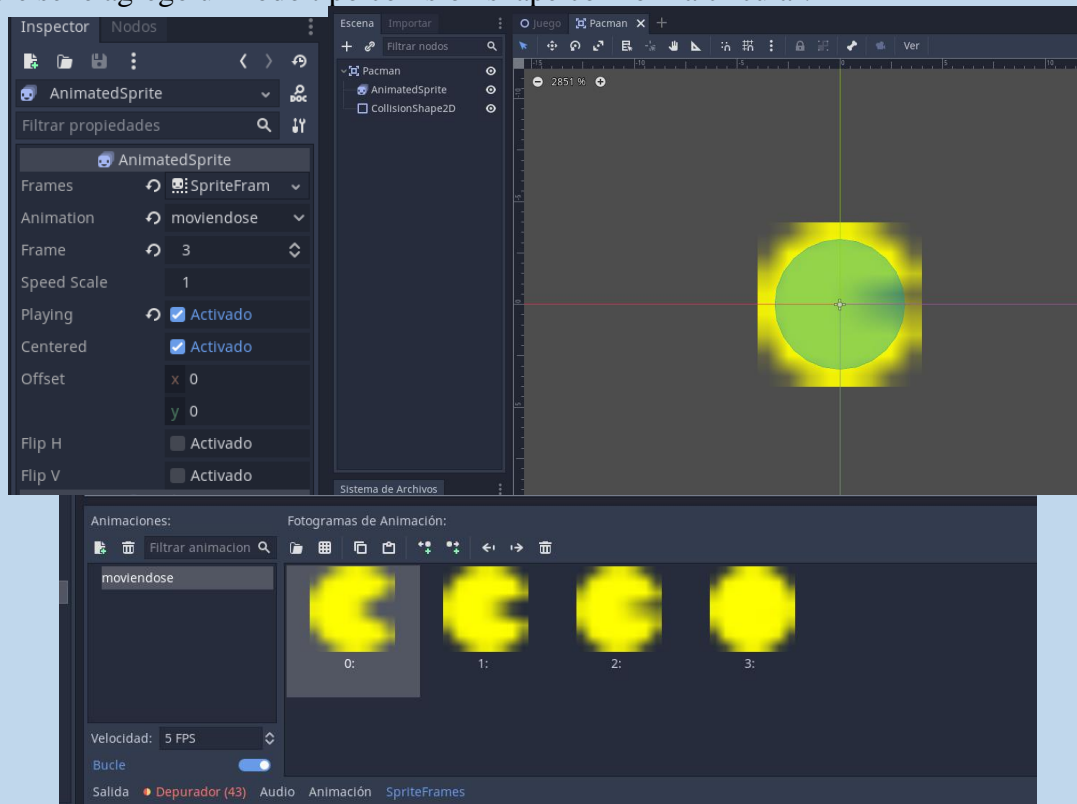 Inspector Nodos
AnimatedSprite
DOC
Filtrar propiedades
AnimatedSprite
Frames SpriteFram
Animation moviendose
Frame 3
Speed Scale 1
Playing Activado
Centered Activado
Offset x 0
y 0
Flip H Activado
Flip V Activado
Escena Importar
Filtrar nodos
Pacman
AnimatedSprite
CollisionShape2D
Sistema de Archivos
Juego Pacman
Ver
2851 %
Animaciones:
Filtrar animacion
moviendose
Velocidad: 5 FPS
Bucle
Fotogramas de Animación:
0: 1: 2: 3:
Salida Depurador (43) Audio Animación SpriteFrames